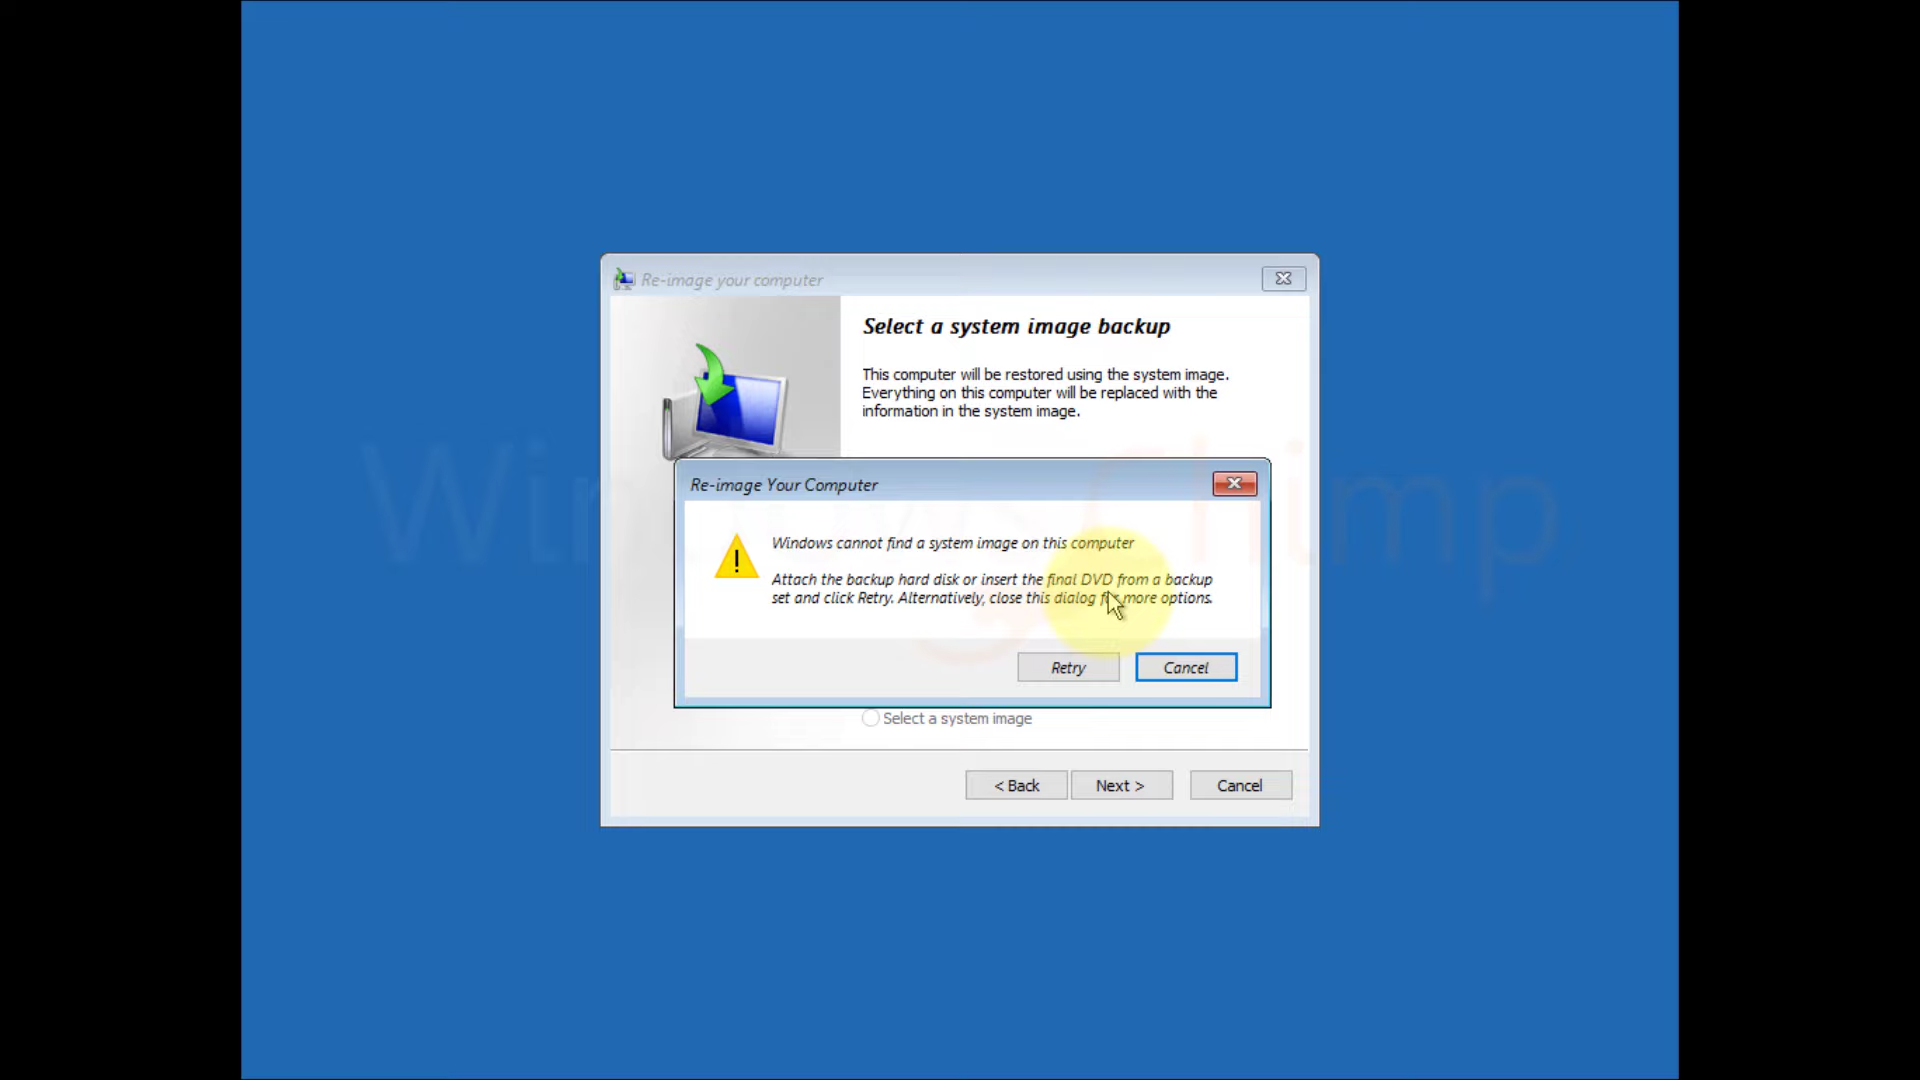 Re-image your computer
Select a system image backup
This computer will be restored using the system image.
Everything on this computer will be replaced with the
information in the system image.
Re-image Your Computer
Windows cannot find a system image on this computer
Attach the backup hard disk or insert the final DVD from a backup
set and click Retry. Alternatively, close this dialog for more options.
Retry
Cancel
Select a system image
< Back
Next >
Cancel
Windows Chimp